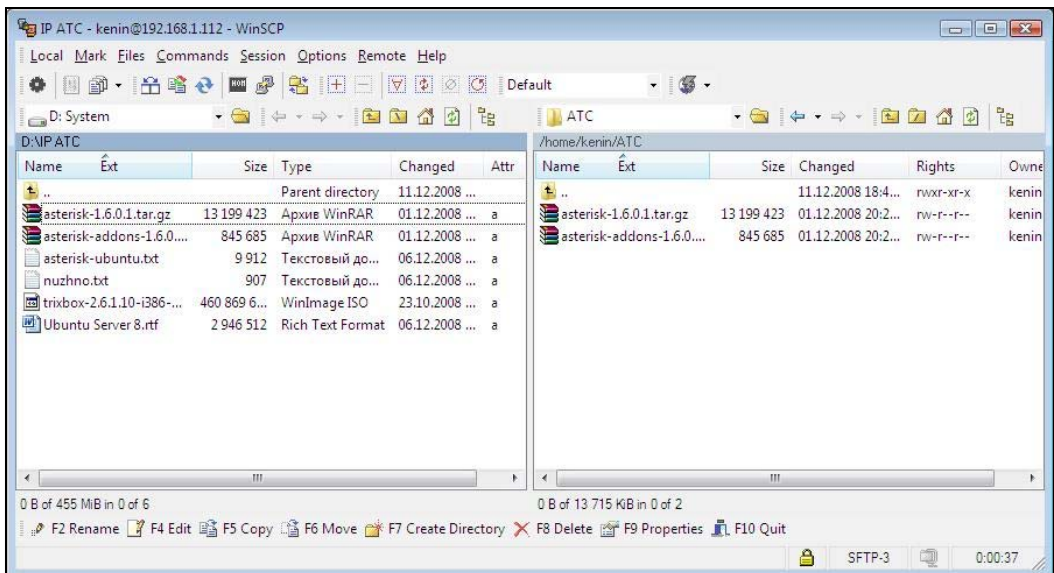 IP ATC - kenin@192.168.1.112 - WinSCP
Local Mark Files Commands Session Options Remote Help
Default
D: System
ATC
D:\IP ATC
/home/kenin/ATC
Name Ext Size Type Changed Attr
.. Parent directory 11.12.2008 ...
asterisk-1.6.0.1.tar.gz 13 199 423 Архив WinRAR 01.12.2008 ... a
asterisk-addons-1.6.0.... 845 685 Архив WinRAR 01.12.2008 ... a
asterisk-ubuntu.txt 9 912 Текстовый до... 06.12.2008 ... a
nuzhno.txt 907 Текстовый до... 06.12.2008 ... a
trixbox-2.6.1.10-i386-... 460 869 6... WinImage ISO 23.10.2008 ... a
Ubuntu Server 8.rtf 2 946 512 Rich Text Format 06.12.2008 ... a
Name Ext Size Changed Rights Owne
.. 11.12.2008 18:4... rwxr-xr-x kenin
asterisk-1.6.0.1.tar.gz 13 199 423 01.12.2008 20:2... rw-r--r-- kenin
asterisk-addons-1.6.0.... 845 685 01.12.2008 20:2... rw-r--r-- kenin
0 B of 455 MiB in 0 of 6
0 B of 13 715 KiB in 0 of 2
F2 Rename F4 Edit F5 Copy F6 Move F7 Create Directory F8 Delete F9 Properties F10 Quit
SFTP-3 0:00:37